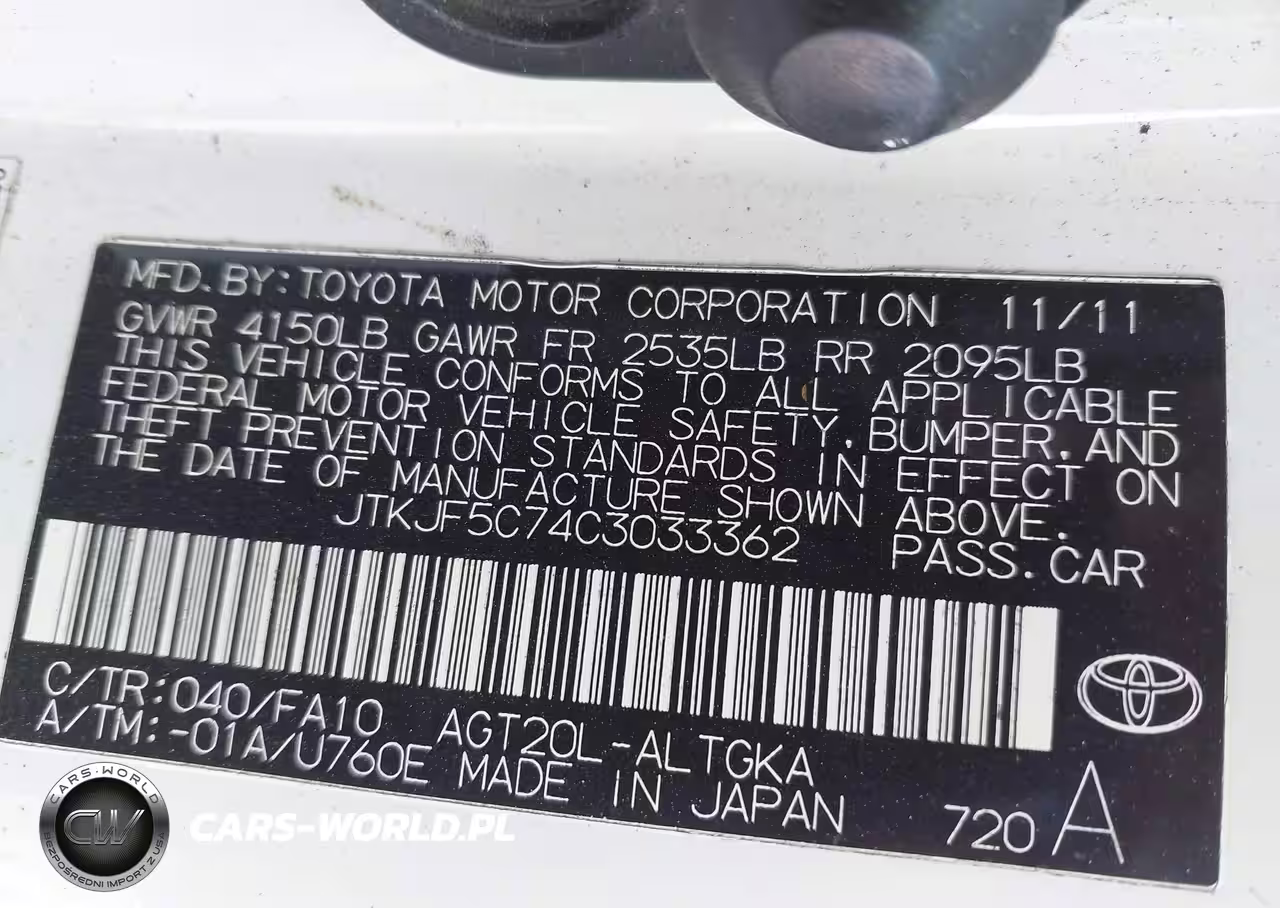 MFD. BY: TOYOTA MOTOR CORPORATION 11/11
GVWR 4150LB GAWR FR 2535LB RR 2095LB
THIS VEHICLE CONFORMS TO ALL APPLICABLE
FEDERAL MOTOR VEHICLE SAFETY, BUMPER, AND
THEFT PREVENTION STANDARDS IN EFFECT ON
THE DATE OF MANUFACTURE SHOWN ABOVE.
JTKJF5C74C3033362 PASS. CAR
C/TR:040/FA10 AGT20L-ALTGKA
A/TM:-01A/U760E MADE IN JAPAN 720 A
CARS-WORLD
CW
BEZPOŚREDNI IMPORT Z USA
CARS-WORLD.PL